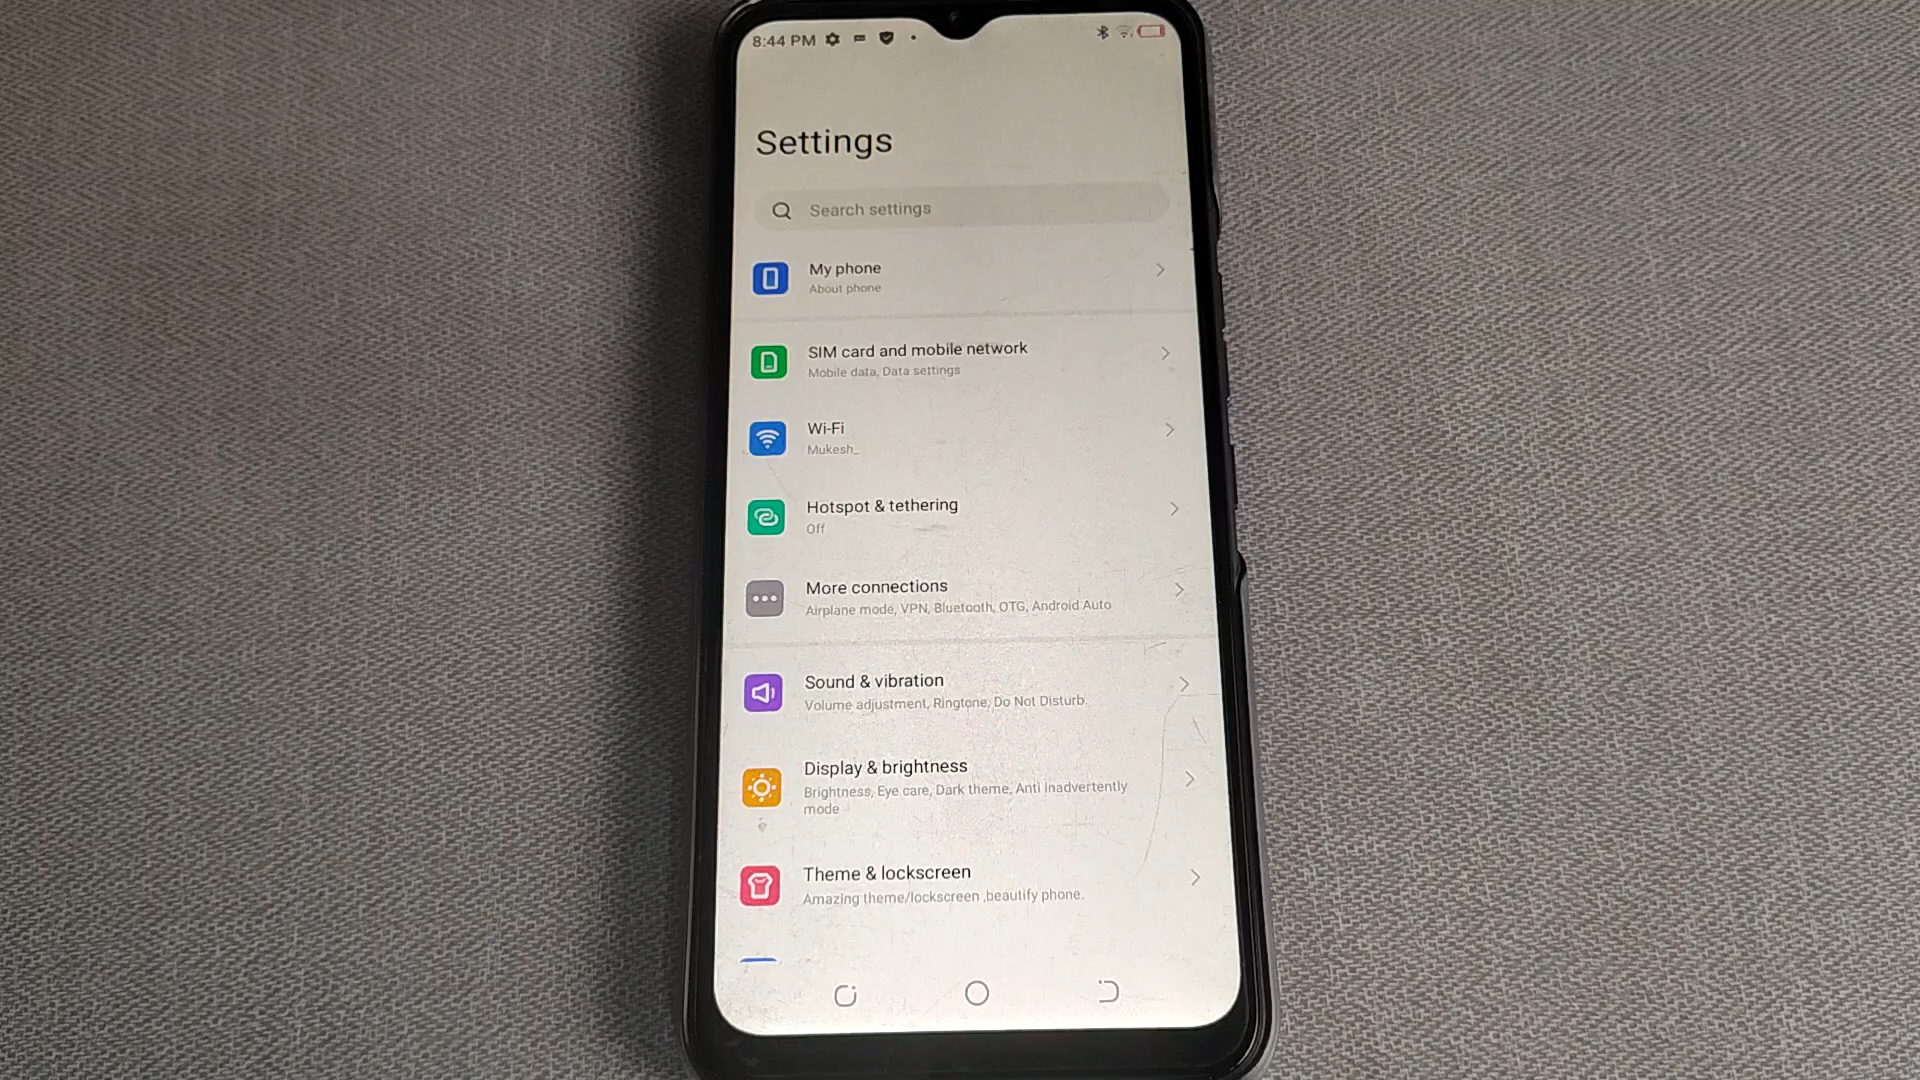 8:44 PM
Settings
Search settings
My phone
About phone
SIM card and mobile network
Mobile data, Data settings
Wi-Fi
Mukesh_
Hotspot & tethering
Off
More connections
Airplane mode, VPN, Bluetooth, OTG, Android Auto
Sound & vibration
Volume adjustment, Ringtone, Do Not Disturb
Display & brightness
Brightness, Eye care, Dark theme, Anti inadvertently
mode
Theme & lockscreen
Amazing theme/lockscreen ,beautify phone.